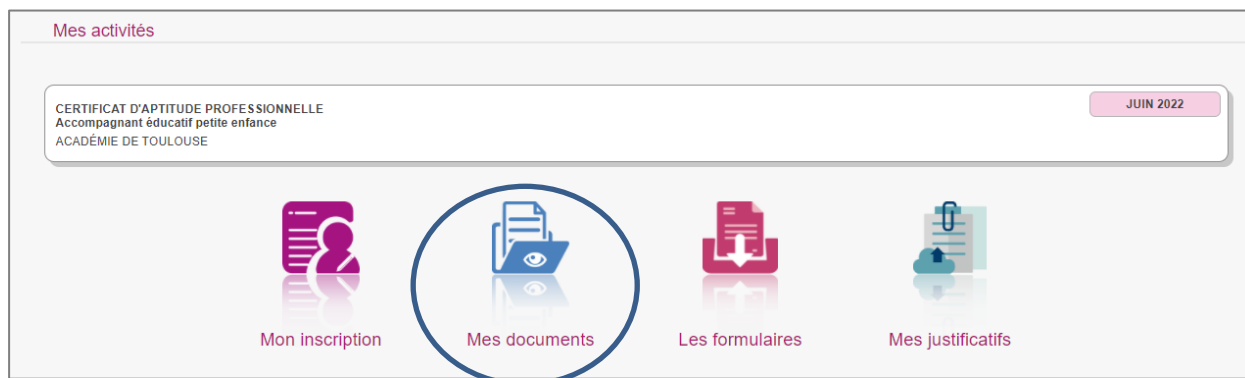 Mes activités
CERTIFICAT D'APTITUDE PROFESSIONNELLE
JUIN 2022
Accompagnant éducatif petite enfance
ACADÉMIE DE TOULOUSE
Mon inscription
Mes documents
Les formulaires
Mes justificatifs